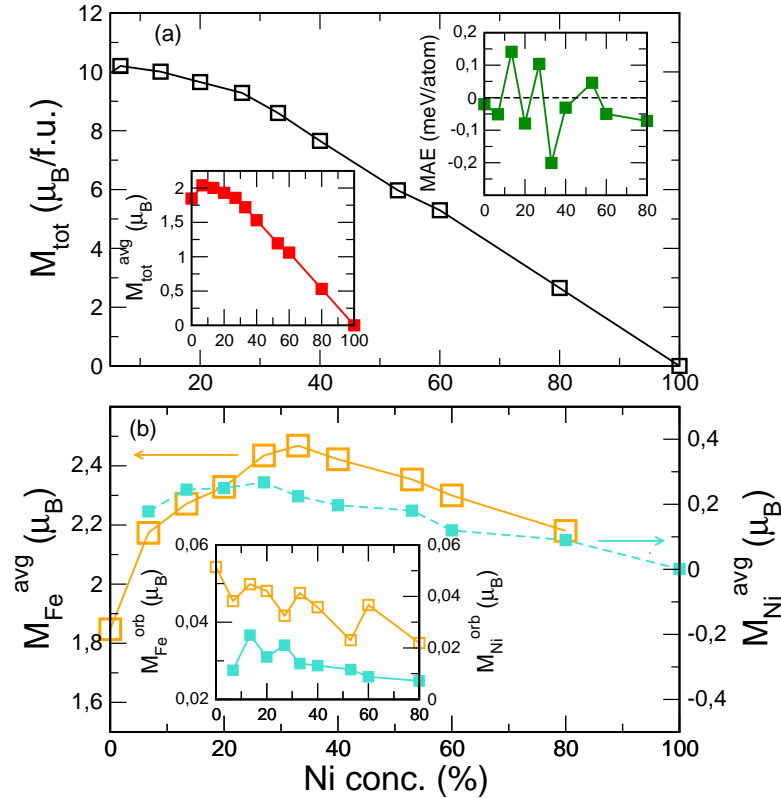 (a)
M_tot (μ_B/f.u.)
12
10
8
6
4
2
0
20 40 60 80 100
MAE (meV/atom)
0,2
0,1
0
-0,1
-0,2
0 20 40 60 80
M_tot^avg (μ_B)
2
1,5
1
0,5
0
0 20 40 60 80 100
(b)
M_Fe^avg (μ_B)
2,4
2,2
2
1,8
1,6
M_Ni^avg (μ_B)
0,4
0,2
0
-0,2
-0,4
M_Fe^orb (μ_B)
0,06
0,04
0,02
M_Ni^orb (μ_B)
0,06
0,04
0,02
0
0 20 40 60 80
0 20 40 60 80 100
Ni conc. (%)